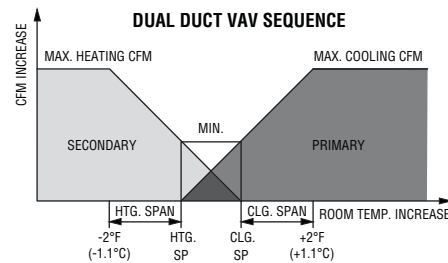 DUAL DUCT VAV SEQUENCE
CFM INCREASE
MAX. HEATING CFM
MAX. COOLING CFM
MIN.
SECONDARY
PRIMARY
HTG. SPAN
CLG. SPAN
ROOM TEMP. INCREASE
-2°F
(-1.1°C)
HTG.
SP
CLG.
SP
+2°F
(+1.1°C)